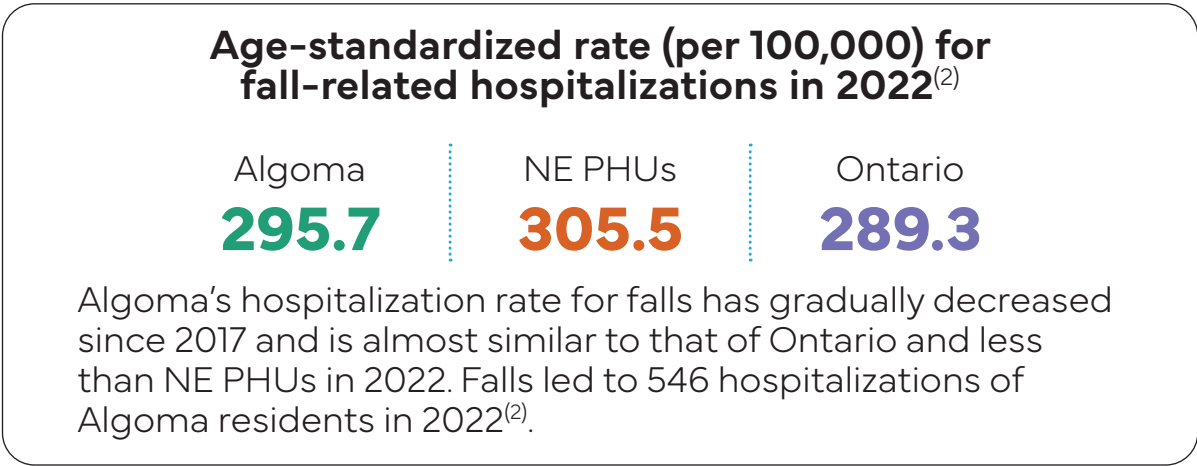 Age-standardized rate (per 100,000) for
fall-related hospitalizations in 2022(2)
Algoma
295.7
NE PHUs
305.5
Ontario
289.3
Algoma’s hospitalization rate for falls has gradually decreased
since 2017 and is almost similar to that of Ontario and less
than NE PHUs in 2022. Falls led to 546 hospitalizations of
Algoma residents in 2022(2).